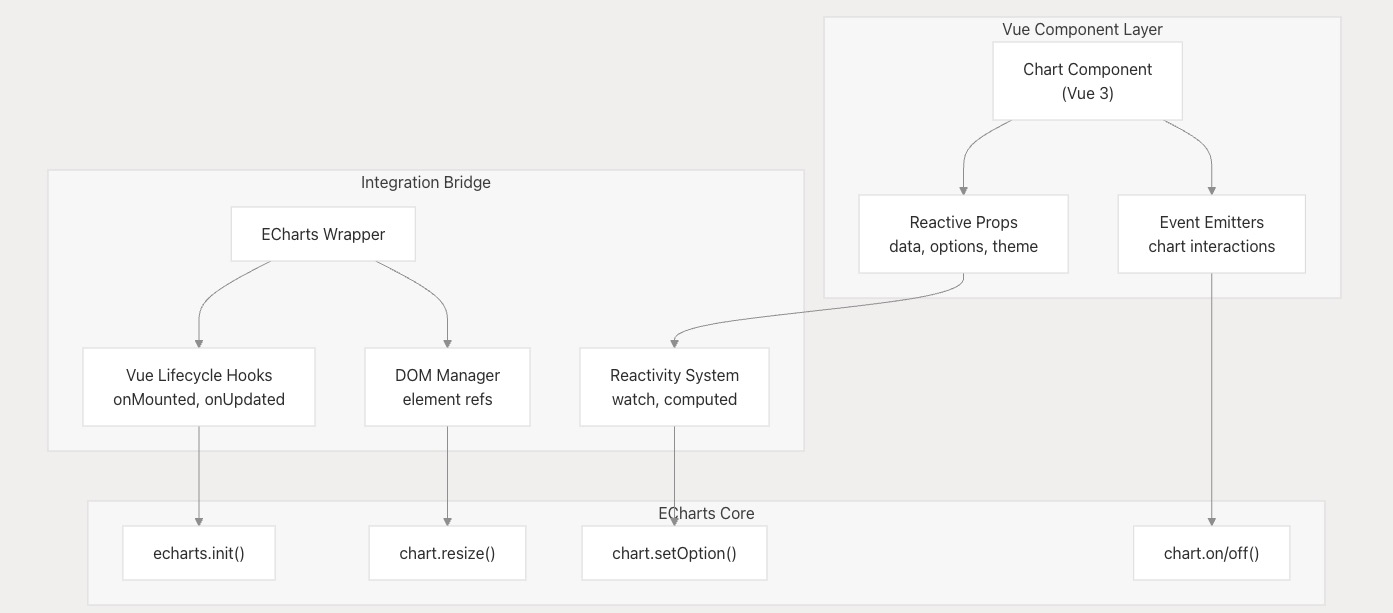 Vue Component Layer
Chart Component
(Vue 3)
Integration Bridge
Reactive Props
data, options, theme
Event Emitters
chart interactions
ECharts Wrapper
Vue Lifecycle Hooks
onMounted, onUpdated
DOM Manager
element refs
Reactivity System
watch, computed
ECharts Core
echarts.init()
chart.resize()
chart.setOption()
chart.on/off()